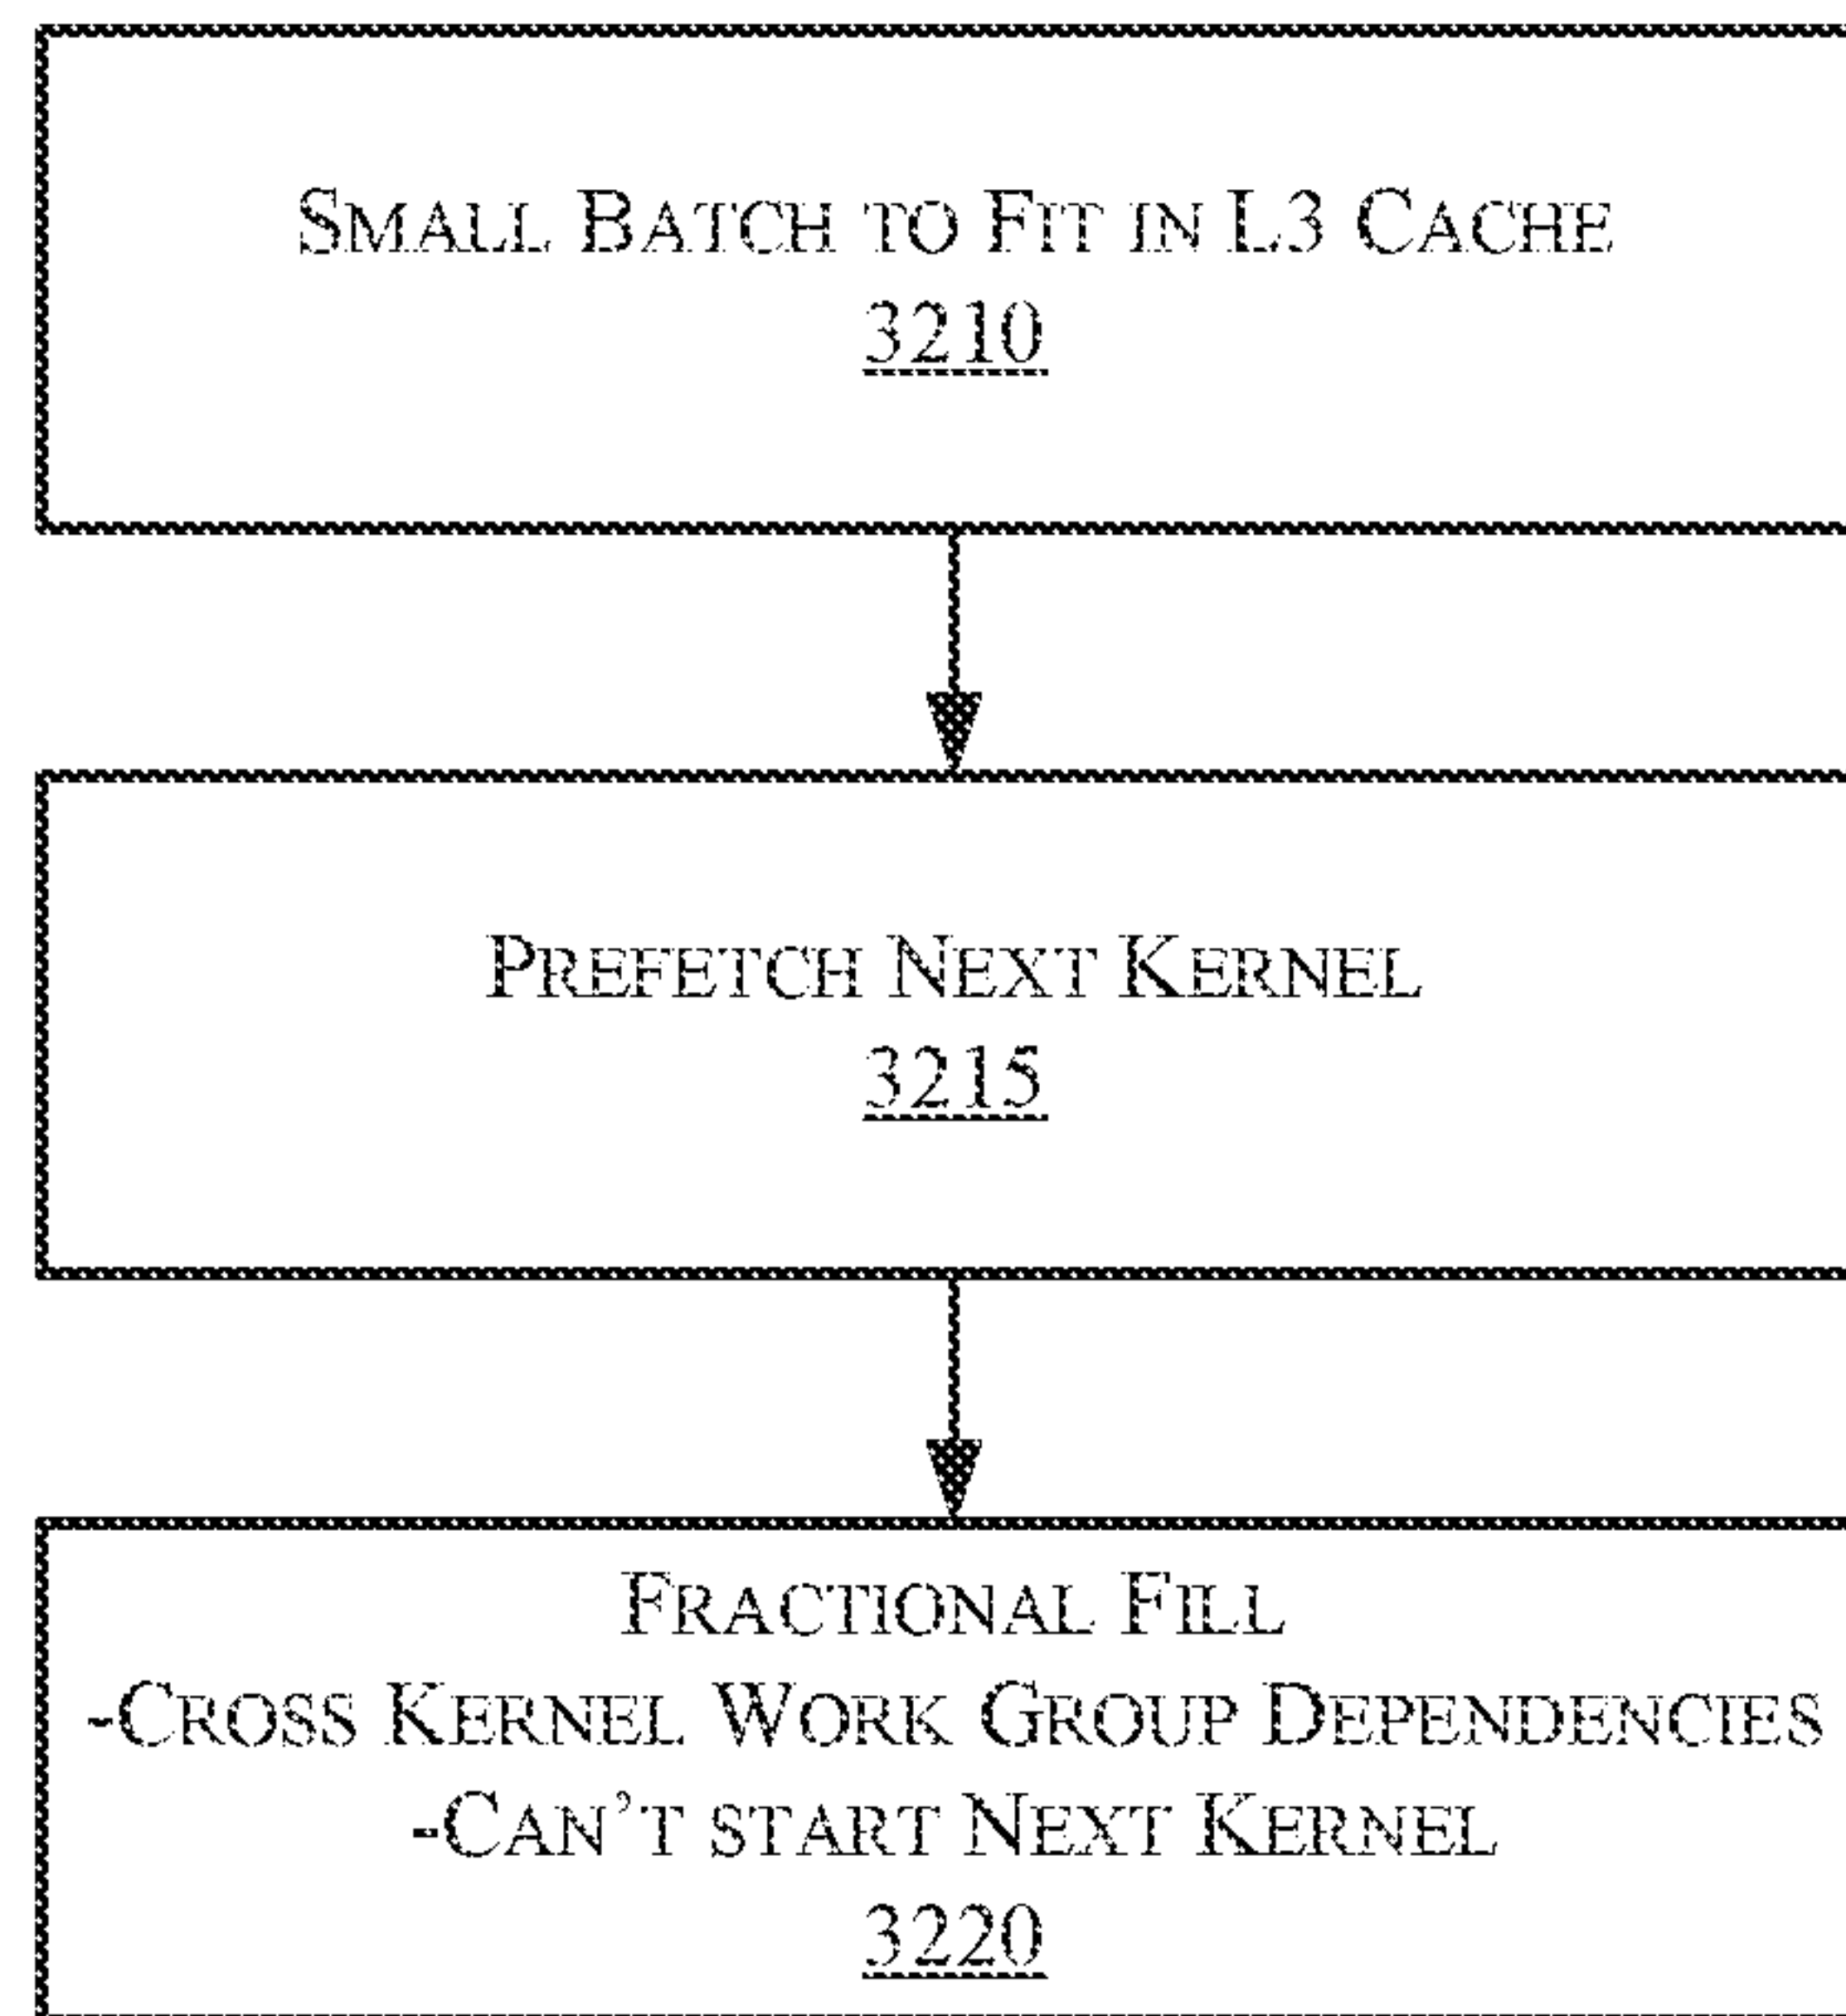 SMALL BATCH TO FIT IN L3 CACHE
3210
PREFETCH NEXT KERNEL
3215
FRACTIONAL FILL
-CROSS KERNEL WORK GROUP DEPENDENCIES
-CAN'T START NEXT KERNEL
3220